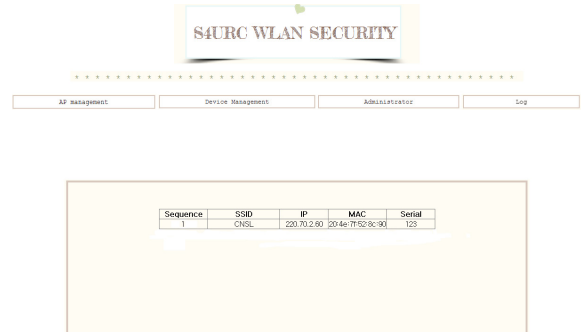 S4URC WLAN SECURITY
AP management Device Management Administrator Log
Sequence SSID IP MAC Serial
1 CNSL 220.70.2.60 20:4e:7f:52:8c:90 123